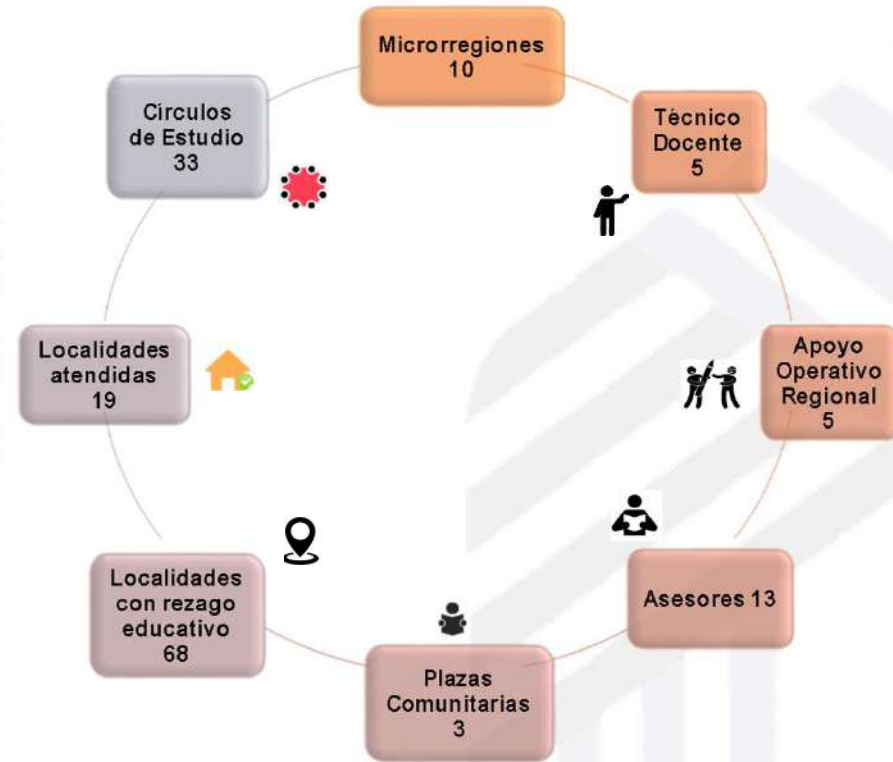 Microrregiones
10
Técnico
Docente
5
Apoyo
Operativo
Regional
5
Asesores 13
Plazas
Comunitarias
3
Localidades
con rezago
educativo
68
Localidades
atendidas
19
Círculos
de Estudio
33